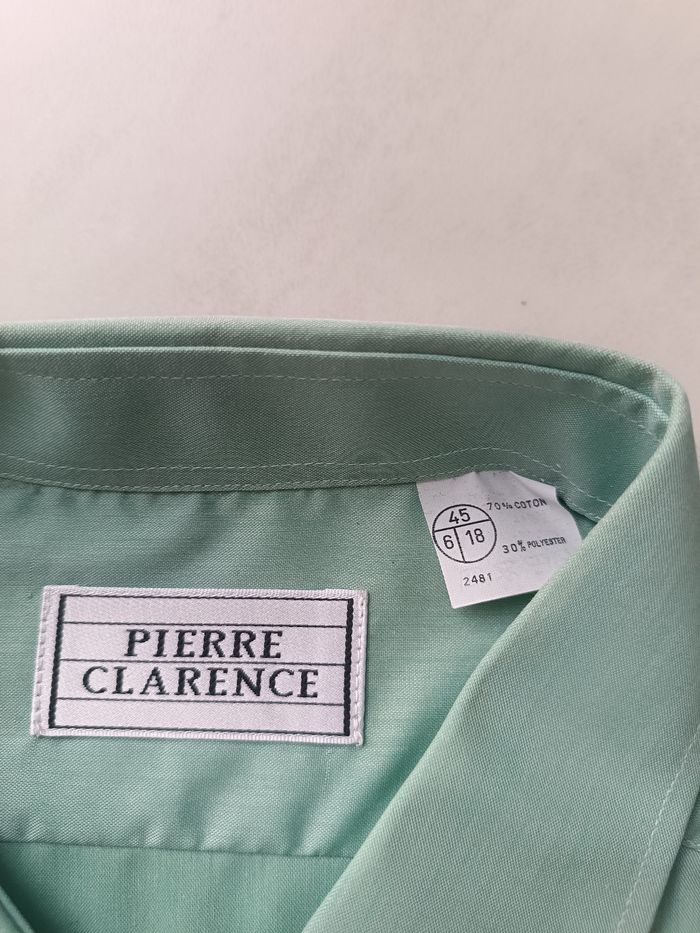 PIERRE
CLARENCE
45
6 18
70% COTON
30% POLYESTER
2481